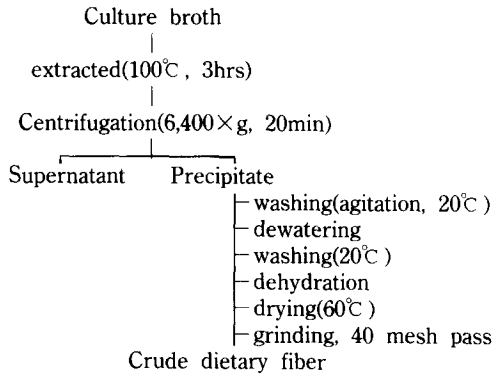 Culture broth
extracted(100℃, 3hrs)
Centrifugation(6,400×g, 20min)
Supernatant Precipitate
washing(agitation, 20℃)
dewatering
washing(20℃)
dehydration
drying(60℃)
grinding, 40 mesh pass
Crude dietary fiber